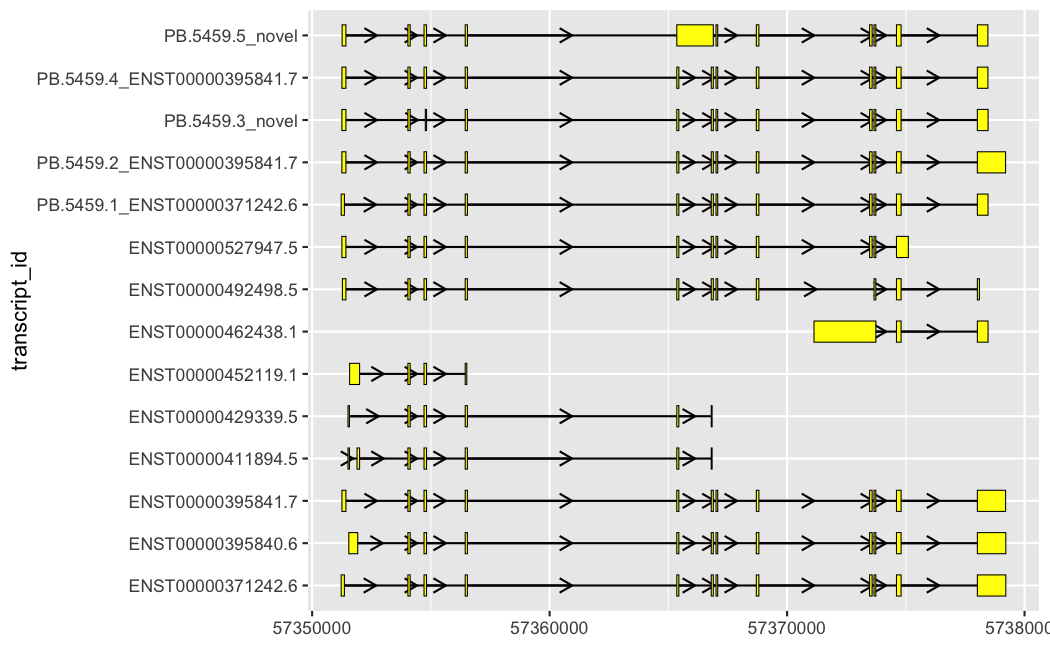 transcript_id
PB.5459.5_novel
PB.5459.4_ENST00000395841.7
PB.5459.3_novel
PB.5459.2_ENST00000395841.7
PB.5459.1_ENST00000371242.6
ENST00000527947.5
ENST00000492498.5
ENST00000462438.1
ENST00000452119.1
ENST00000429339.5
ENST00000411894.5
ENST00000395841.7
ENST00000395840.6
ENST00000371242.6
57350000 57360000 57370000 5738000